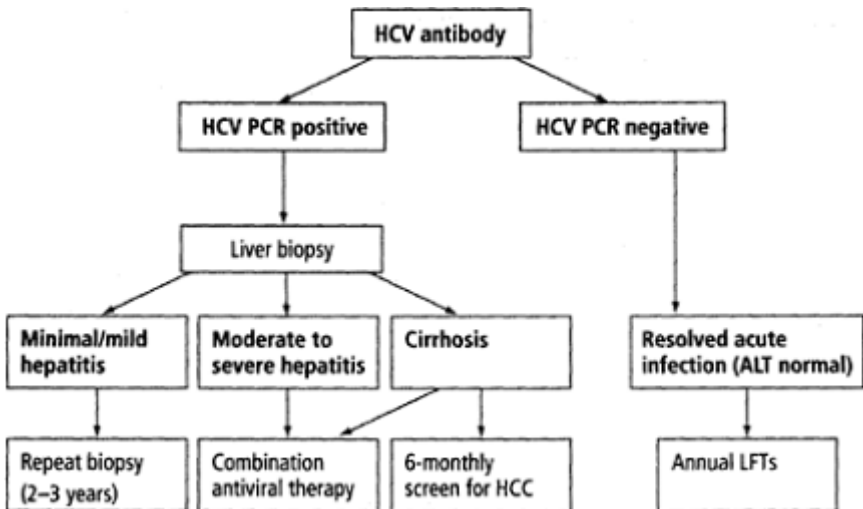 HCV antibody
HCV PCR positive
HCV PCR negative
Liver biopsy
Minimal/mild
hepatitis
Moderate to
severe hepatitis
Cirrhosis
Resolved acute
infection (ALT normal)
Repeat biopsy
(2–3 years)
Combination
antiviral therapy
6-monthly
screen for HCC
Annual LFTs